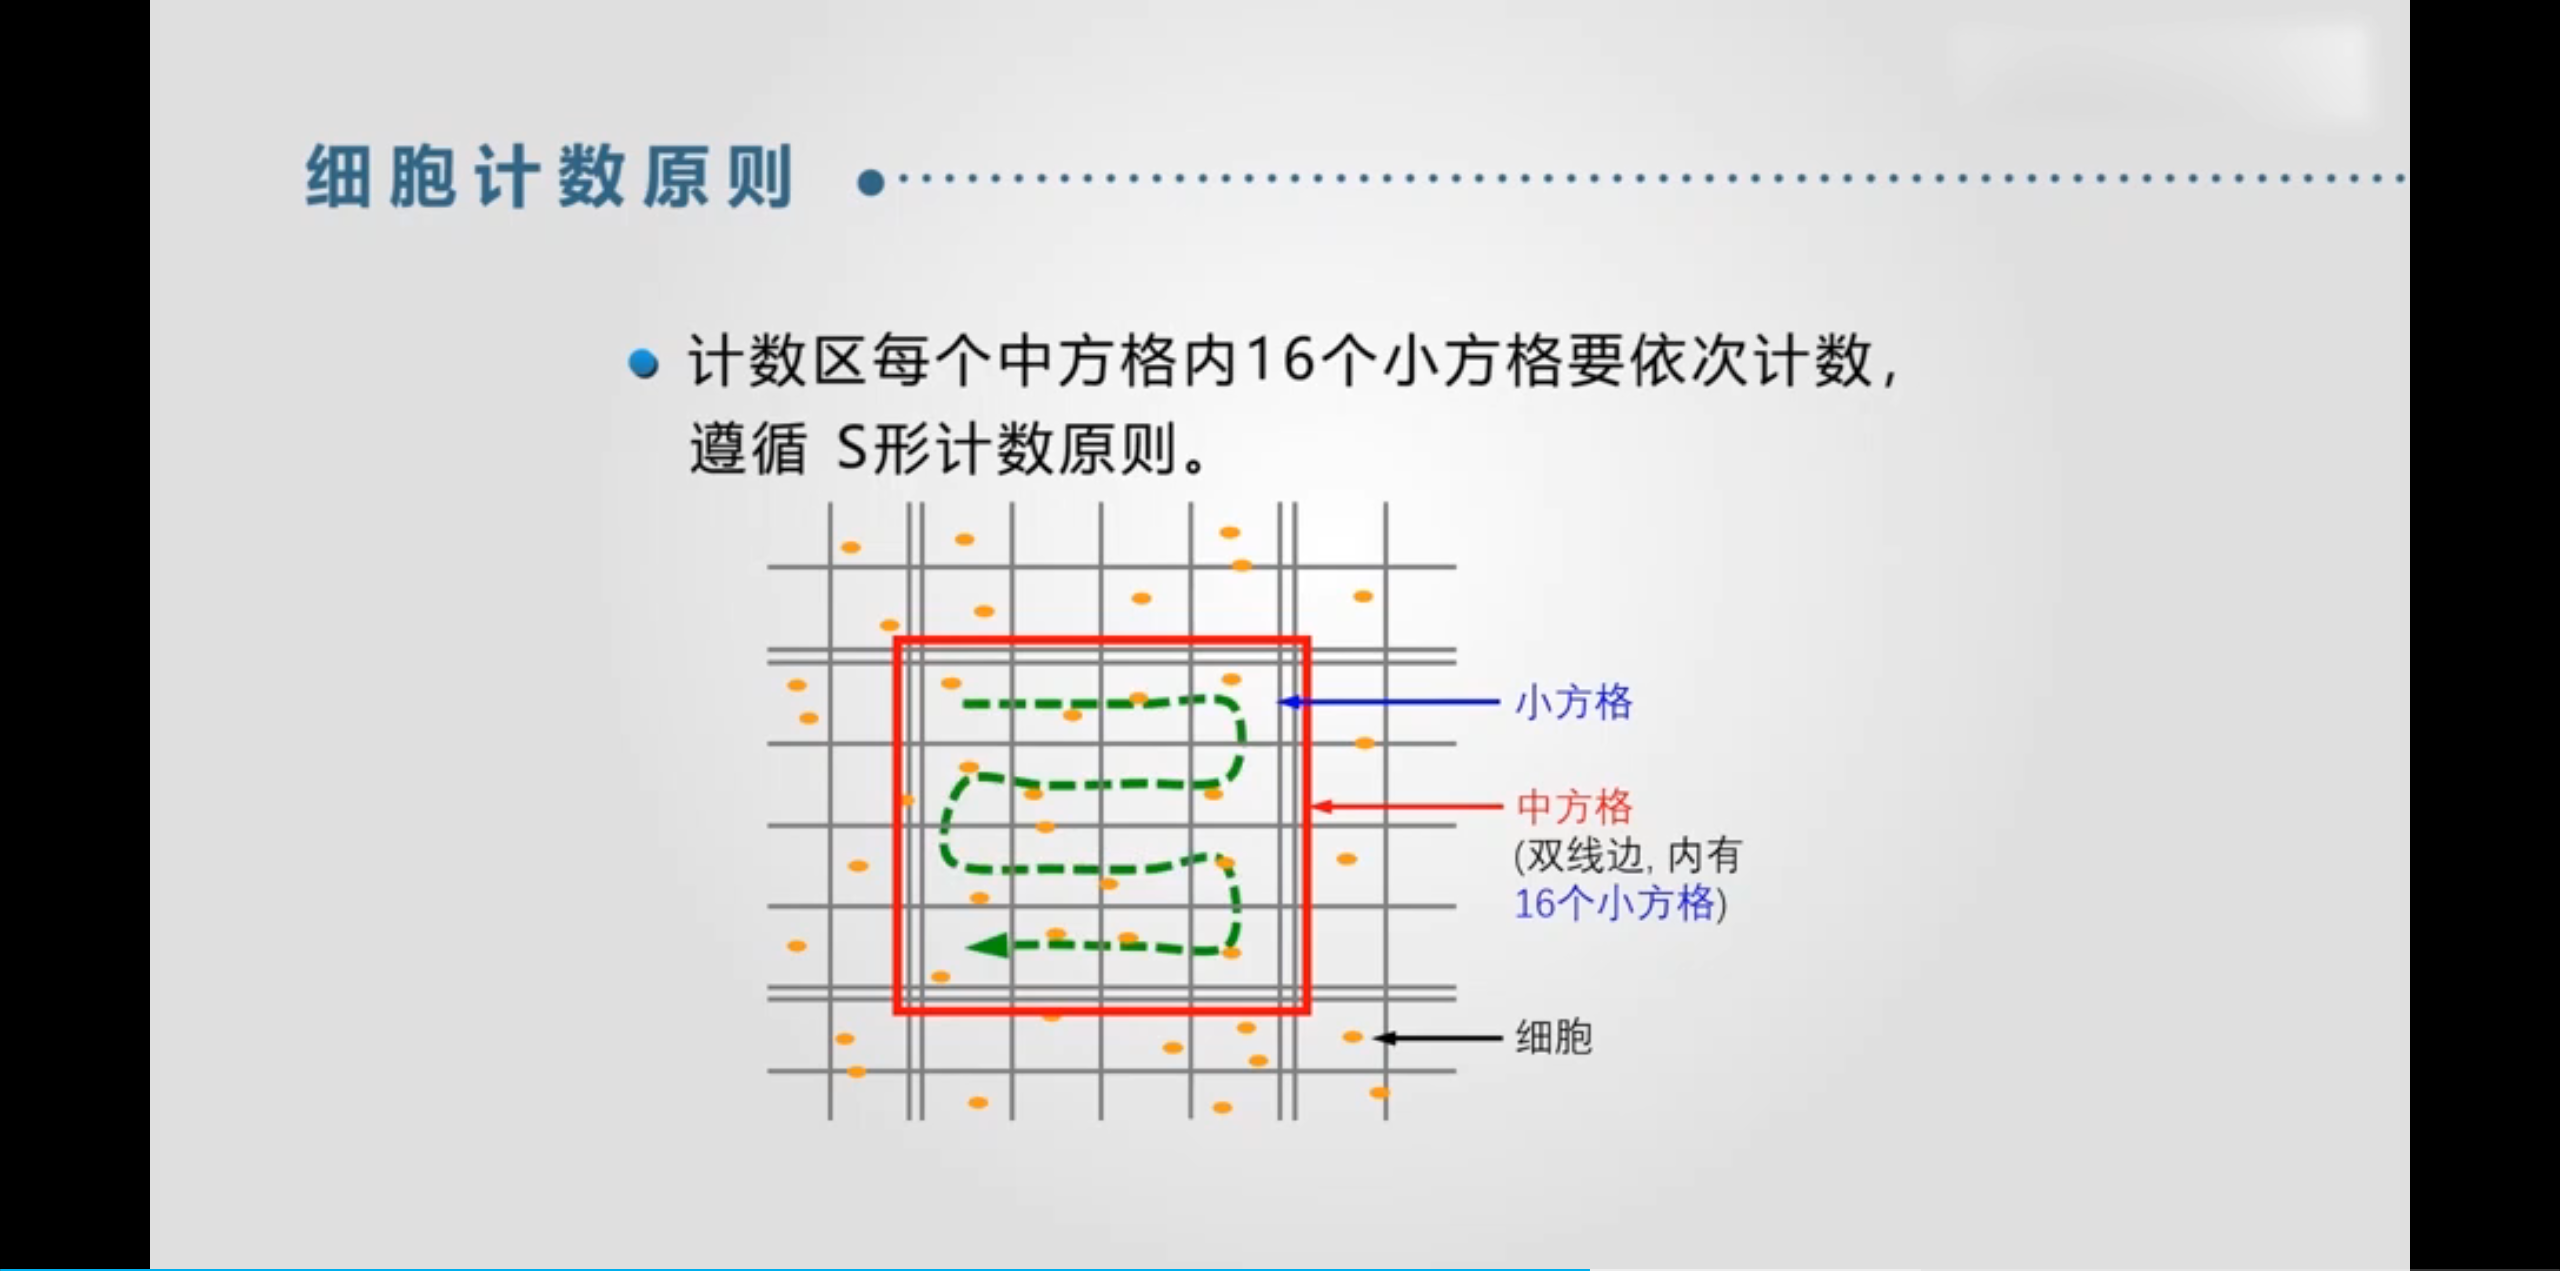 细胞计数原则
计数区每个中方格内16个小方格要依次计数,
遵循 S形计数原则。
小方格
中方格
(双线边, 内有
16个小方格)
细胞